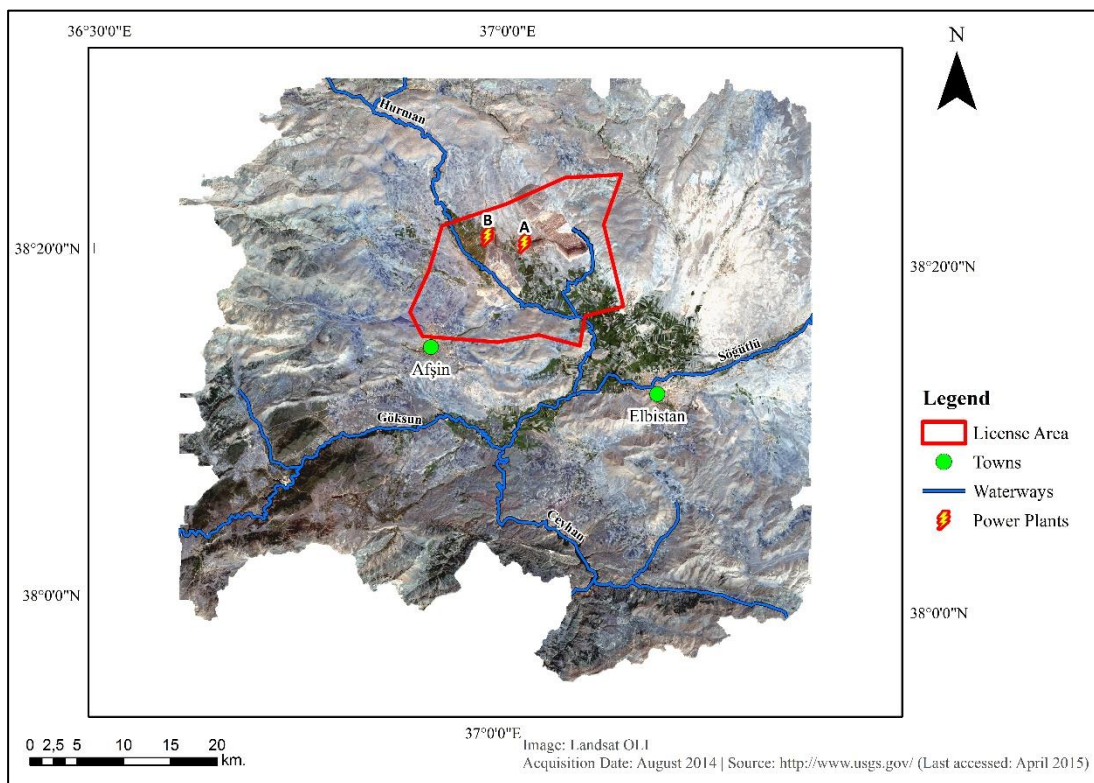 36°30'0"E
37°0'0"E
N
Hurman
B
A
38°20'0"N
38°20'0"N
Söğütlü
Afşin
Elbistan
Göksun
Legend
License Area
Towns
Waterways
Power Plants
Ceyhan
38°0'0"N
38°0'0"N
37°0'0"E
0 2,5 5 10 15 20
km.
Image: Landsat OLI
Acquisition Date: August 2014 | Source: http://www.usgs.gov/ (Last accessed: April 2015)